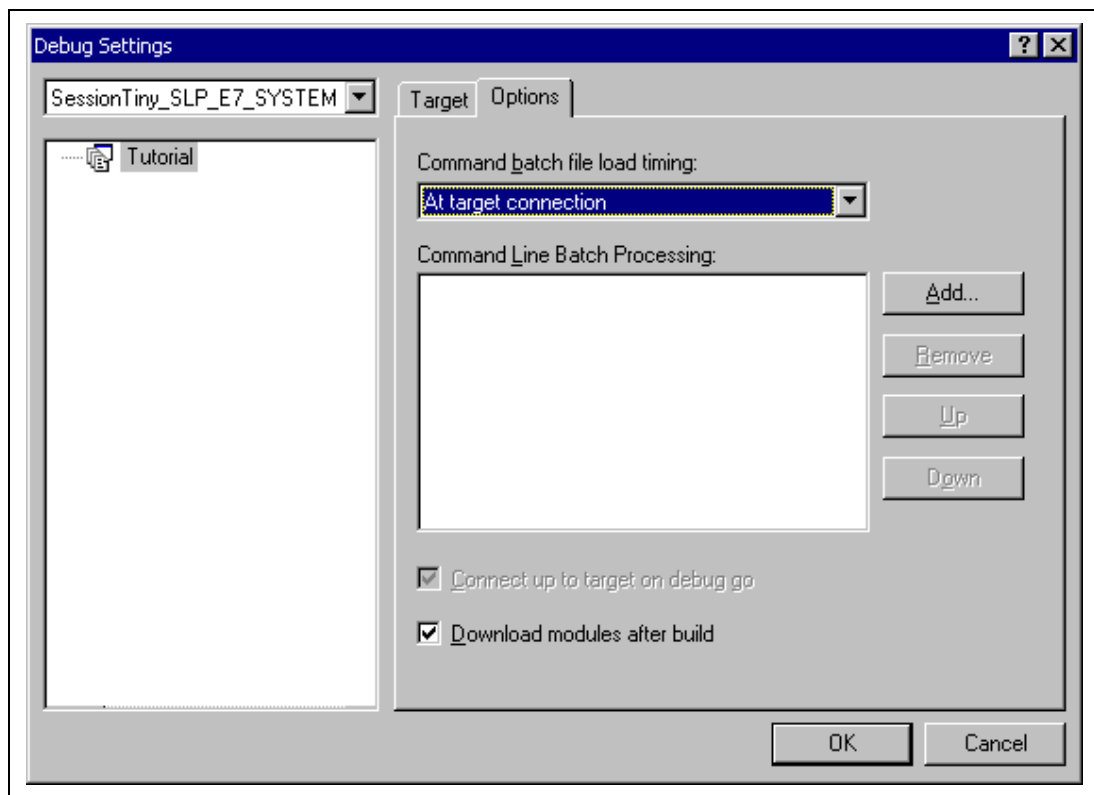 Debug Settings
SessionTiny_SLP_E7_SYSTEM
Tutorial
Target
Options
Command batch file load timing:
At target connection
Command Line Batch Processing:
Add...
Remove
Up
Down
Connect up to target on debug go
Download modules after build
OK
Cancel